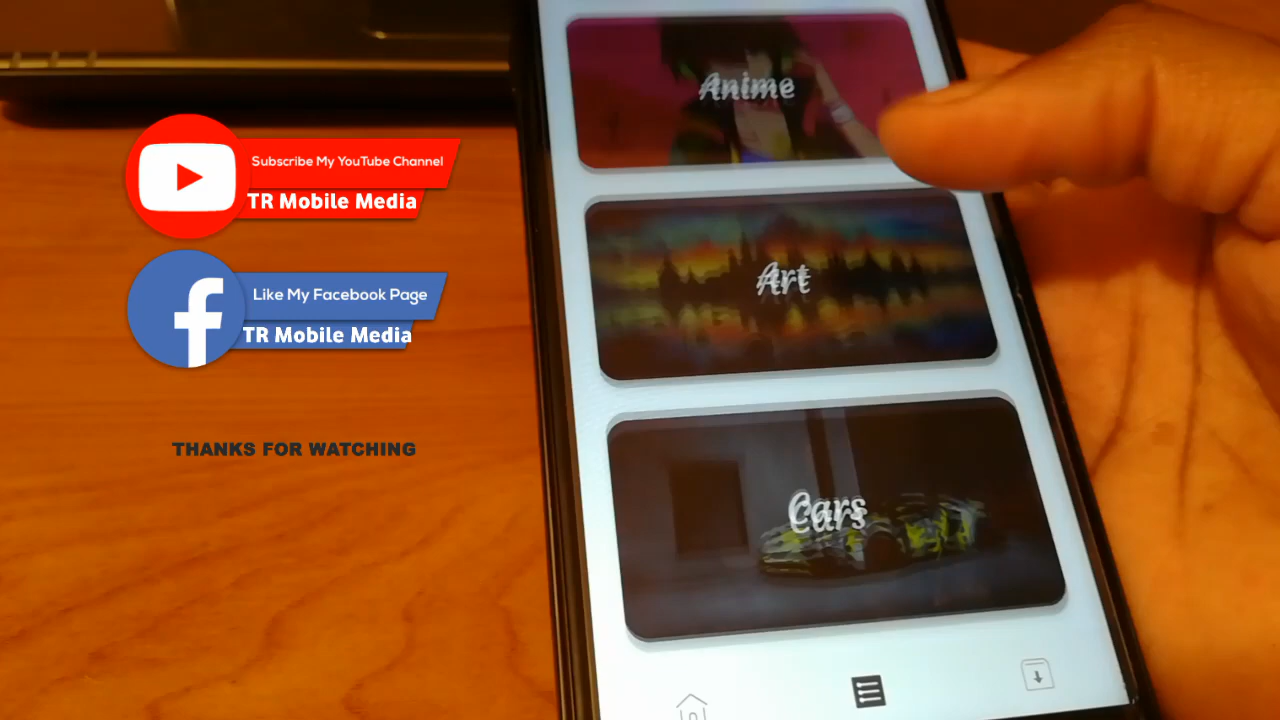 Subscribe My YouTube Channel
TR Mobile Media
Like My Facebook Page
TR Mobile Media
THANKS FOR WATCHING
Anime
Art
Cars